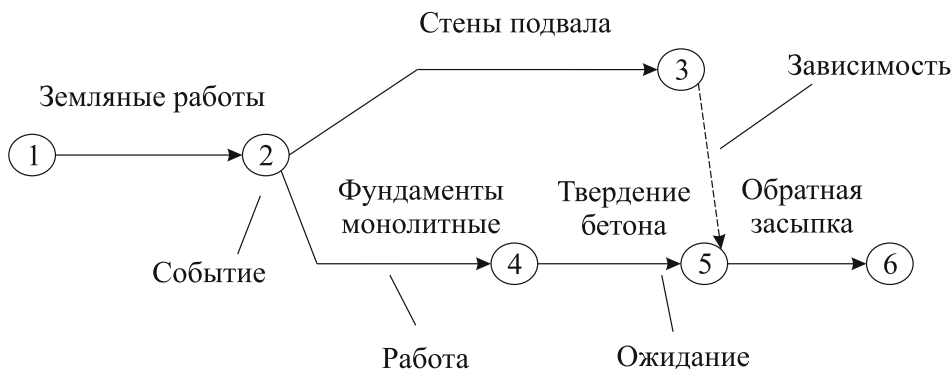 Стены подвала
3
Зависимость
Земляные работы
1
2
Фундаменты
монолитные
Твердение
бетона
Обратная
засыпка
Событие
4
5
6
Работа
Ожидание